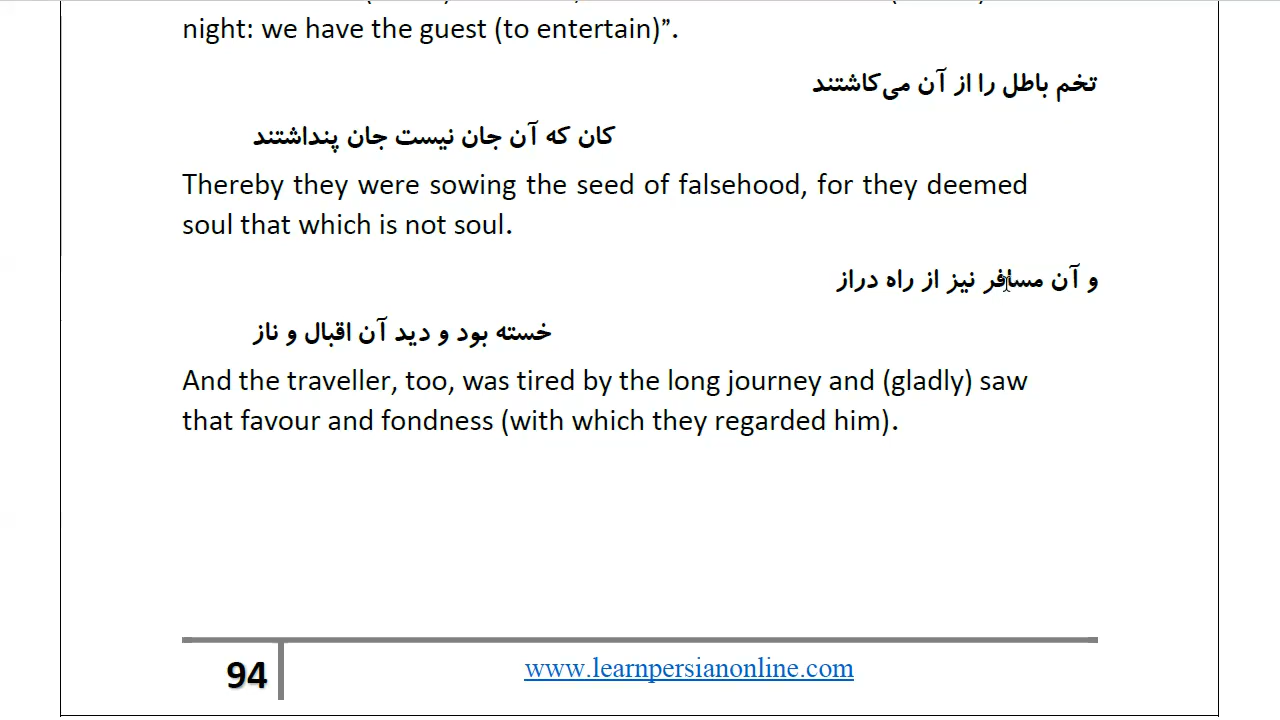 night: we have the guest (to entertain)”.
تخم باطل را از آن می‌کاشتند
کان که آن جان نیست جان پنداشتند
Thereby they were sowing the seed of falsehood, for they deemed
soul that which is not soul.
و آن مسافر نیز از راه دراز
خسته بود و دید آن اقبال و ناز
And the traveller, too, was tired by the long journey and (gladly) saw
that favour and fondness (with which they regarded him).
94
www.learnpersianonline.com